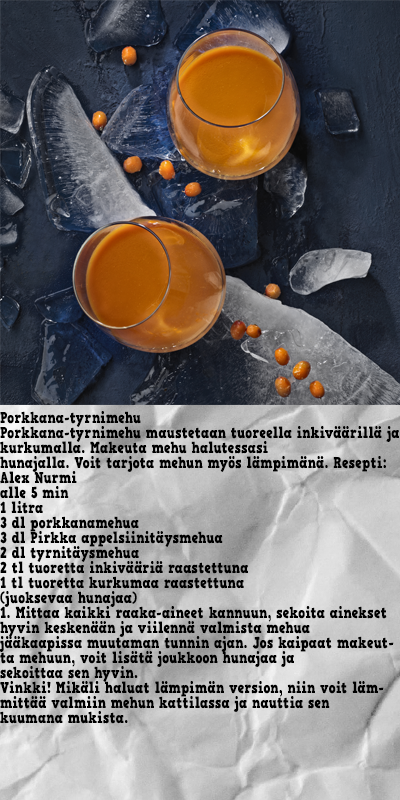 Porkkana-tyrnimehu
Porkkana-tyrnimehu maustetaan tuoreella inkiväärillä ja
kurkumalla. Makeuta mehu halutessasi
hunajalla. Voit tarjota mehun myös lämpimänä. Resepti:
Alex Nurmi
alle 5 min
1 litra
3 dl porkkanamehua
3 dl Pirkka appelsiinitäysmehua
2 dl tyrnitäysmehua
2 tl tuoretta inkivääriä raastettuna
1 tl tuoretta kurkumaa raastettuna
(juoksevaa hunajaa)
1. Mittaa kaikki raaka-aineet kannuun, sekoita ainekset
hyvin keskenään ja viilennä valmista mehua
jääkaapissa muutaman tunnin ajan. Jos kaipaat makeut-
ta mehuun, voit lisätä joukkoon hunajaa ja
sekoittaa sen hyvin.
Vinkki! Mikäli haluat lämpimän version, niin voit läm-
mittää valmiin mehun kattilassa ja nauttia sen
kuumana mukista.